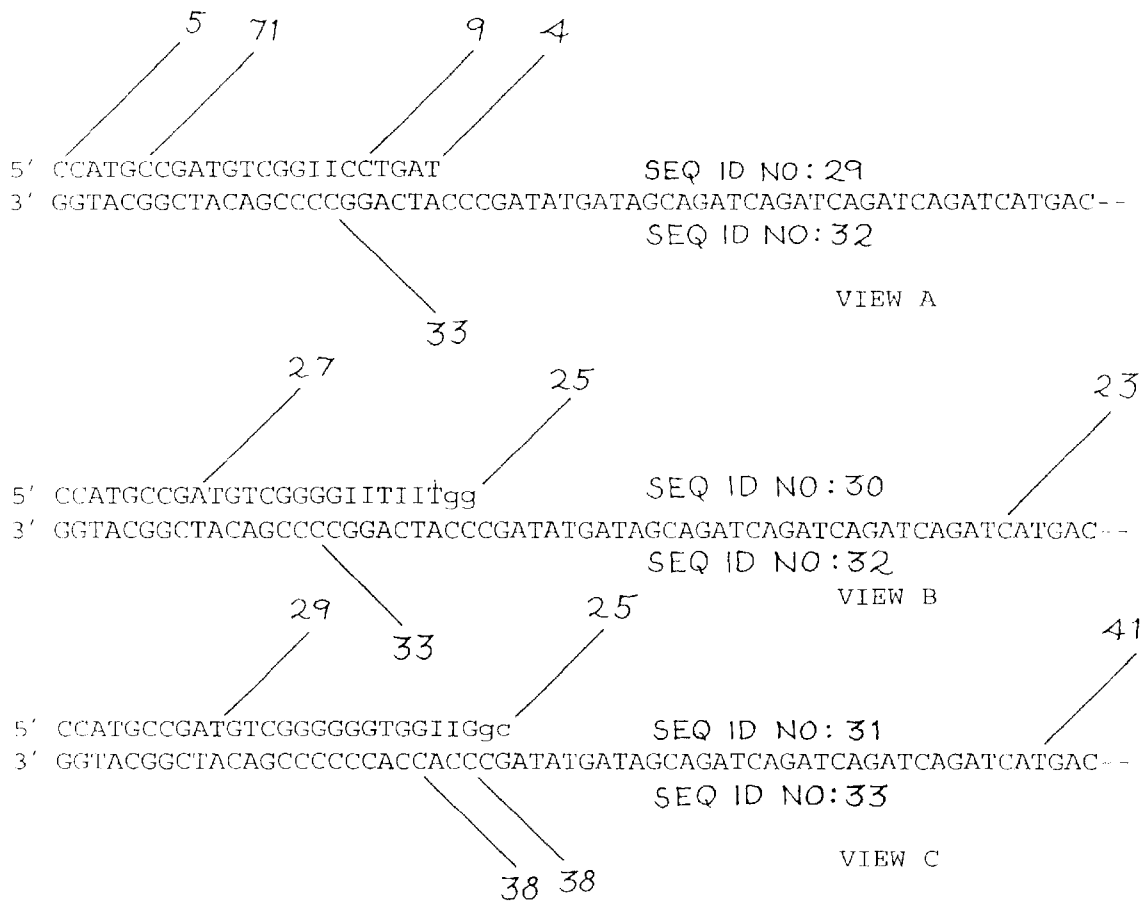 5 71 9 4
5' CCATGCCGATGTCGGIICCTGAT SEQ ID NO:29
3' GGTACGGCTACAGCCCCGGACTACCCGATATGATAGCAGATCAGATCAGATCAGATCATGAC--
SEQ ID NO:32
VIEW A
33
27 25 23
5' CCATGCCGATGTCGGGGIITIITgg SEQ ID NO:30
3' GGTACGGCTACAGCCCCGGACTACCCGATATGATAGCAGATCAGATCAGATCAGATCATGAC--
SEQ ID NO:32
VIEW B
33
29 25 41
5' CCATGCCGATGTCGGGGGGTGGIIGgc SEQ ID NO:31
3' GGTACGGCTACAGCCCCCCACCACCCGATATGATAGCAGATCAGATCAGATCAGATCATGAC--
SEQ ID NO:33
VIEW C
38 38